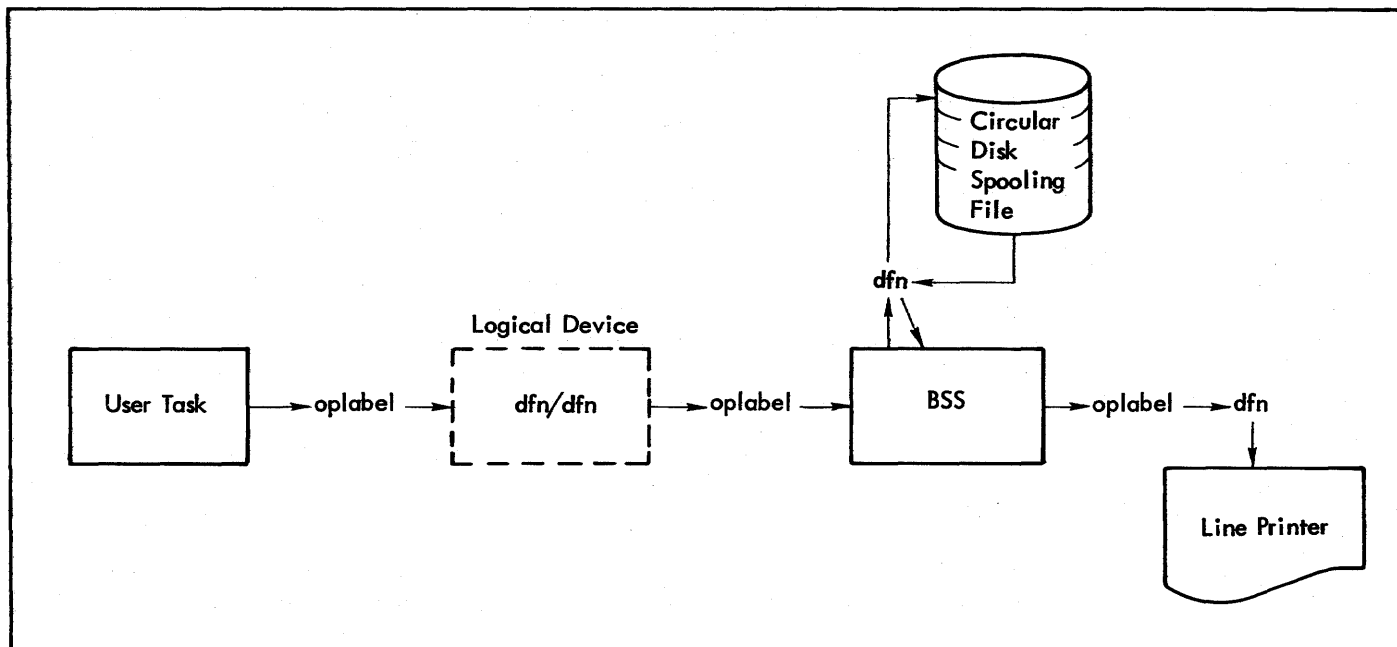 Circular
Disk
Spooling
File
dfn
Logical Device
User Task
oplabel
dfn/dfn
oplabel
BSS
oplabel
dfn
Line Printer